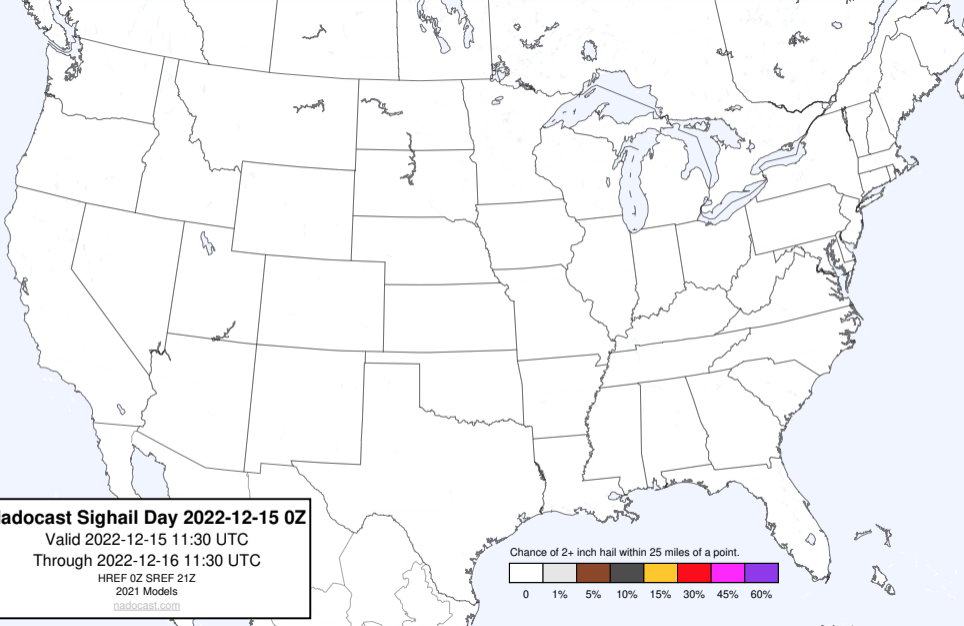 adocast Sighail Day 2022-12-15 0Z
Valid 2022-12-15 11:30 UTC
Through 2022-12-16 11:30 UTC
HREF 0Z SREF 21Z
2021 Models
nadocast.com
Chance of 2+ inch hail within 25 miles of a point.
0 1% 5% 10% 15% 30% 45% 60%